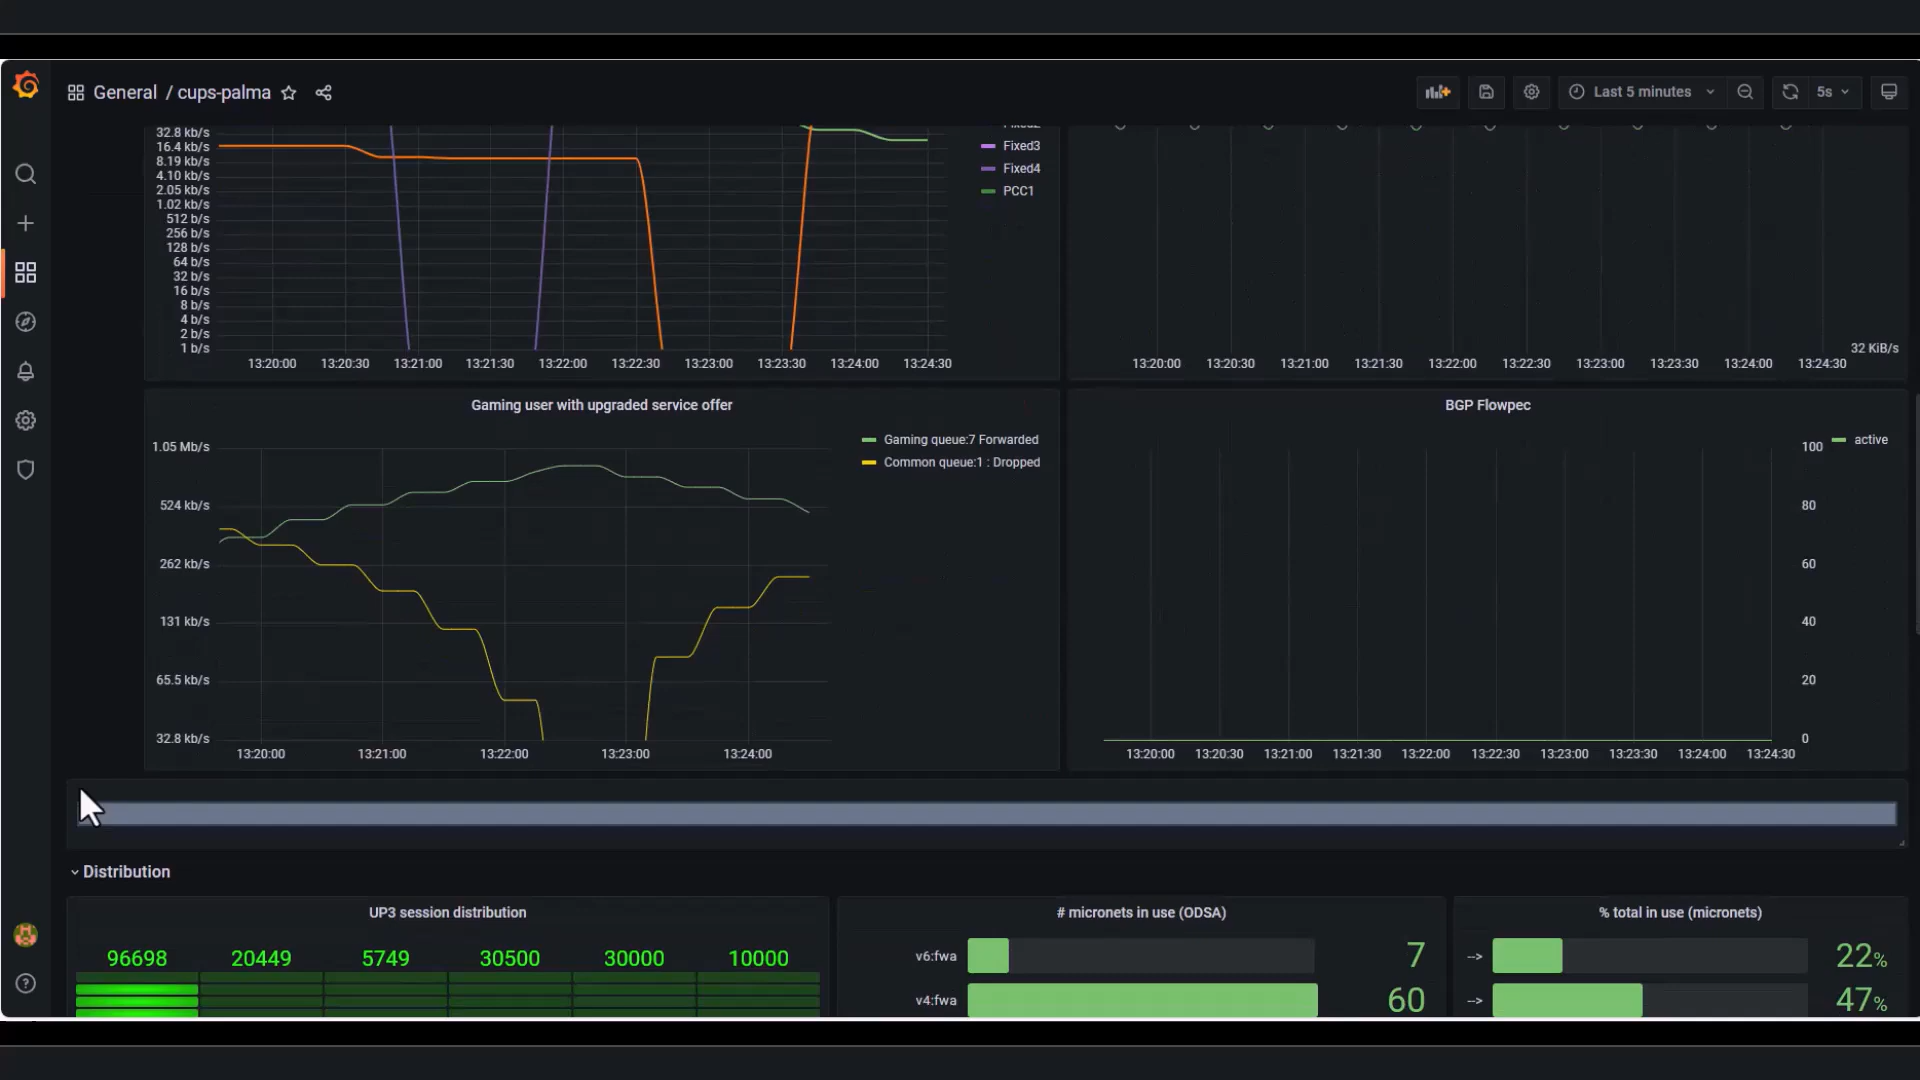 General / cups-palma
Last 5 minutes
5s
32.8 kb/s
16.4 kb/s
8.19 kb/s
4.10 kb/s
2.05 kb/s
1.02 kb/s
512 b/s
256 b/s
128 b/s
64 b/s
32 b/s
16 b/s
8 b/s
4 b/s
2 b/s
1 b/s
13:20:00 13:20:30 13:21:00 13:21:30 13:22:00 13:22:30 13:23:00 13:23:30 13:24:00 13:24:30
Fixed2
Fixed3
Fixed4
PCC1
32 KiB/s
13:20:00 13:20:30 13:21:00 13:21:30 13:22:00 13:22:30 13:23:00 13:23:30 13:24:00 13:24:30
Gaming user with upgraded service offer
1.05 Mb/s
524 kb/s
262 kb/s
131 kb/s
65.5 kb/s
32.8 kb/s
13:20:00 13:21:00 13:22:00 13:23:00 13:24:00
Gaming queue:7 Forwarded
Common queue:1 : Dropped
BGP Flowpec
100
80
60
40
20
0
active
13:20:00 13:20:30 13:21:00 13:21:30 13:22:00 13:22:30 13:23:00 13:23:30 13:24:00 13:24:30
Distribution
UP3 session distribution
96698 20449 5749 30500 30000 10000
# micronets in use (ODSA)
v6:fwa 7
v4:fwa 60
% total in use (micronets)
--> 22%
--> 47%